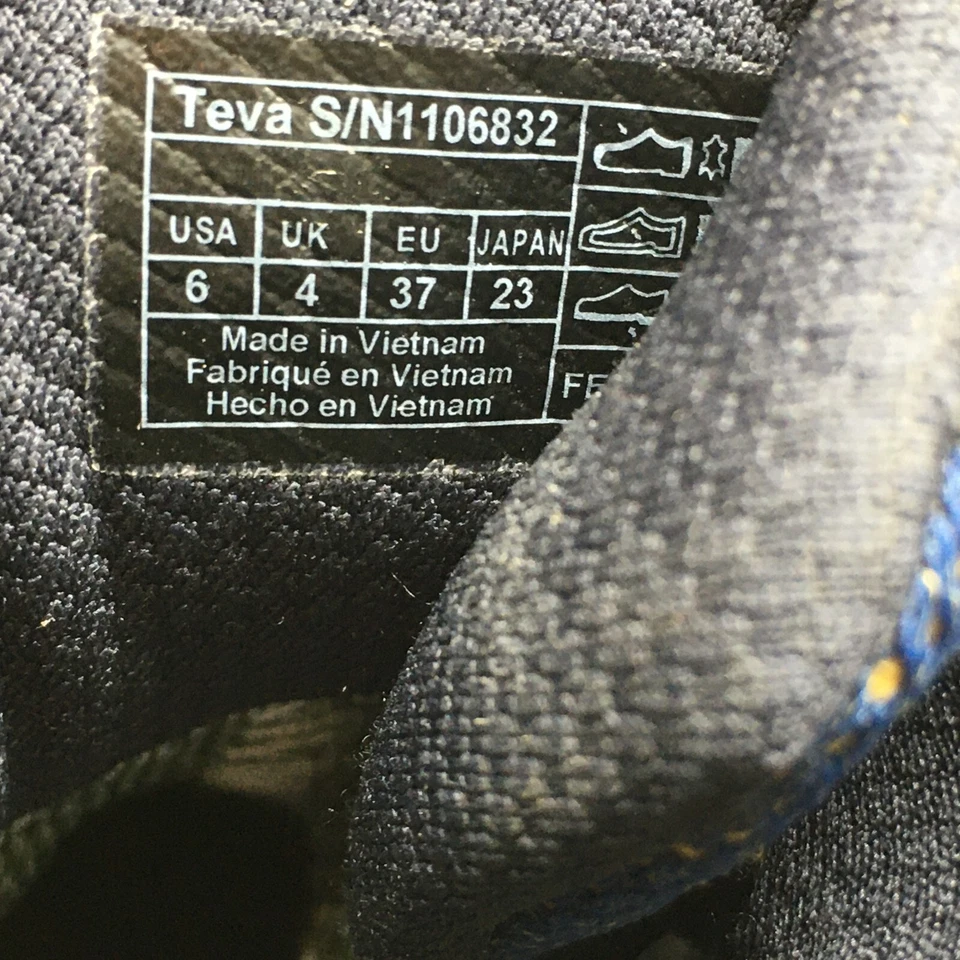 Teva S/N1106832
USA UK EU JAPAN
6 4 37 23
Made in Vietnam
Fabriqué en Vietnam
Hecho en Vietnam